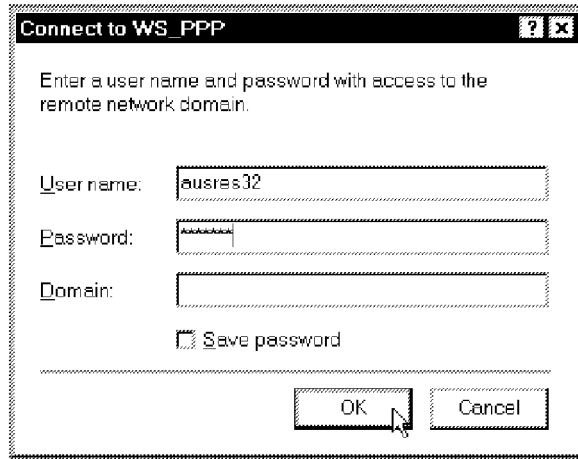 Connect to WS_PPP
Enter a user name and password with access to the
remote network domain.
User name: ausres32
Password: *******
Domain:
Save password
OK Cancel